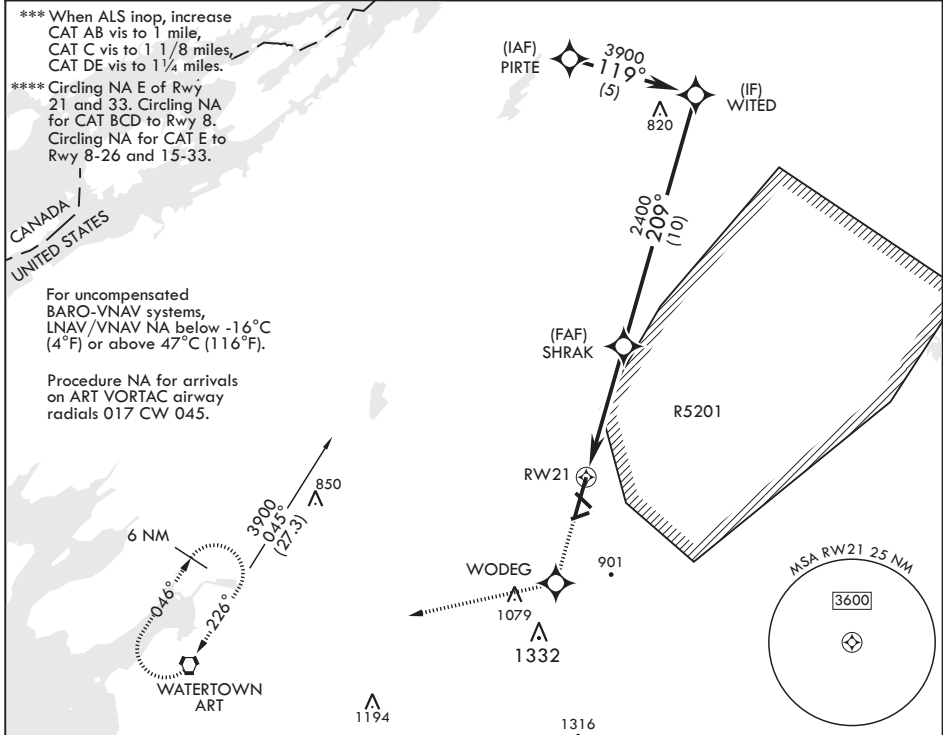 *** When ALS inop, increase
CAT AB vis to 1 mile,
CAT C vis to 1 1/8 miles,
CAT DE vis to 1¼ miles.
**** Circling NA E of Rwy
21 and 33. Circling NA
for CAT BCD to Rwy 8.
Circling NA for CAT E to
Rwy 8-26 and 15-33.
(IAF)
PIRTE
3900
119°
(5)
(IF)
WITED
820
CANADA
UNITED STATES
2400
209°
(10)
For uncompensated
BARO-VNAV systems,
LNAV/VNAV NA below -16°C
(4°F) or above 47°C (116°F).
(FAF)
SHRAK
Procedure NA for arrivals
on ART VORTAC airway
radials 017 CW 045.
R5201
RW21
850
3900
045°
(27.3)
6 NM
046°
226°
WODEG
901
1079
1332
MSA RW21 25 NM
3600
WATERTOWN
ART
1194
1316